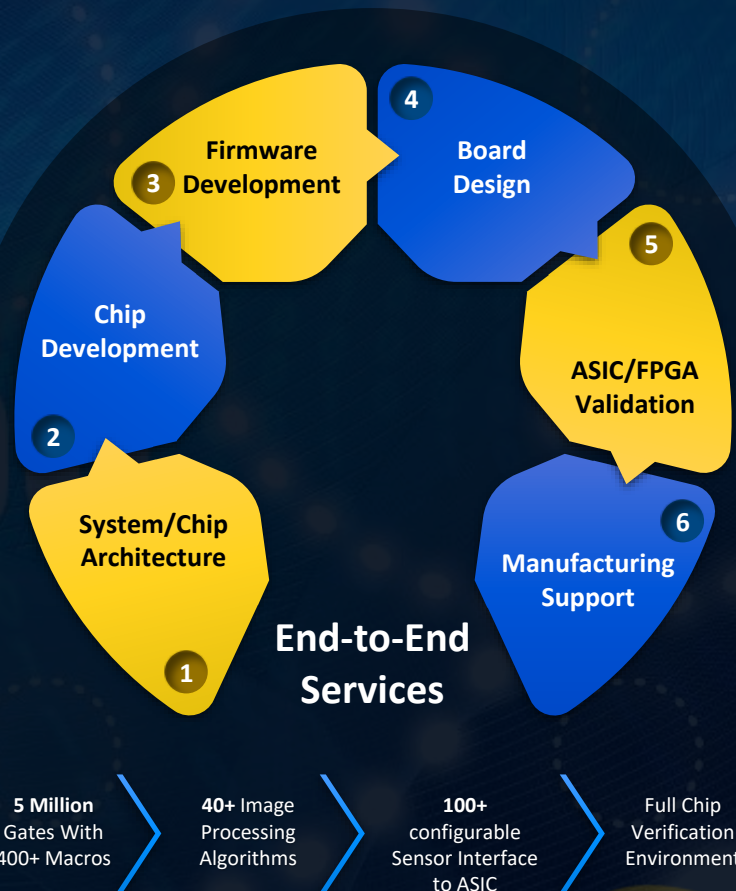 1
System/Chip
Architecture
2
Chip
Development
3
Firmware
Development
4
Board
Design
5
ASIC/FPGA
Validation
6
Manufacturing
Support
End-to-End
Services
5 Million
Gates With
400+ Macros
40+ Image
Processing
Algorithms
100+
configurable
Sensor Interface
to ASIC
Full Chip
Verification
Environment